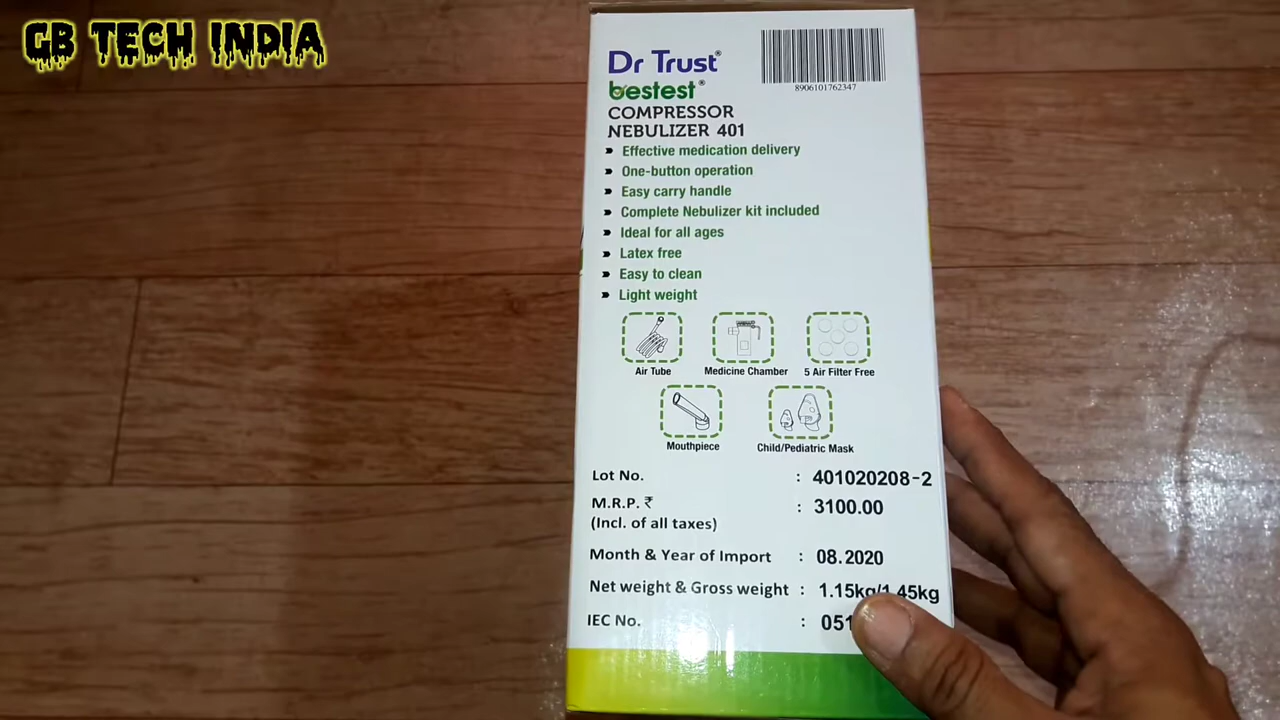 GB TECH INDIA
Dr Trust®
bestest®
8906101762347
COMPRESSOR
NEBULIZER 401
Effective medication delivery
One-button operation
Easy carry handle
Complete Nebulizer kit included
Ideal for all ages
Latex free
Easy to clean
Light weight
Air Tube Medicine Chamber 5 Air Filter Free
Mouthpiece Child/Pediatric Mask
Lot No. : 401020208-2
M.R.P. ₹ : 3100.00
(Incl. of all taxes)
Month & Year of Import : 08.2020
Net weight & Gross weight : 1.15kg/1.45kg
IEC No. : 051